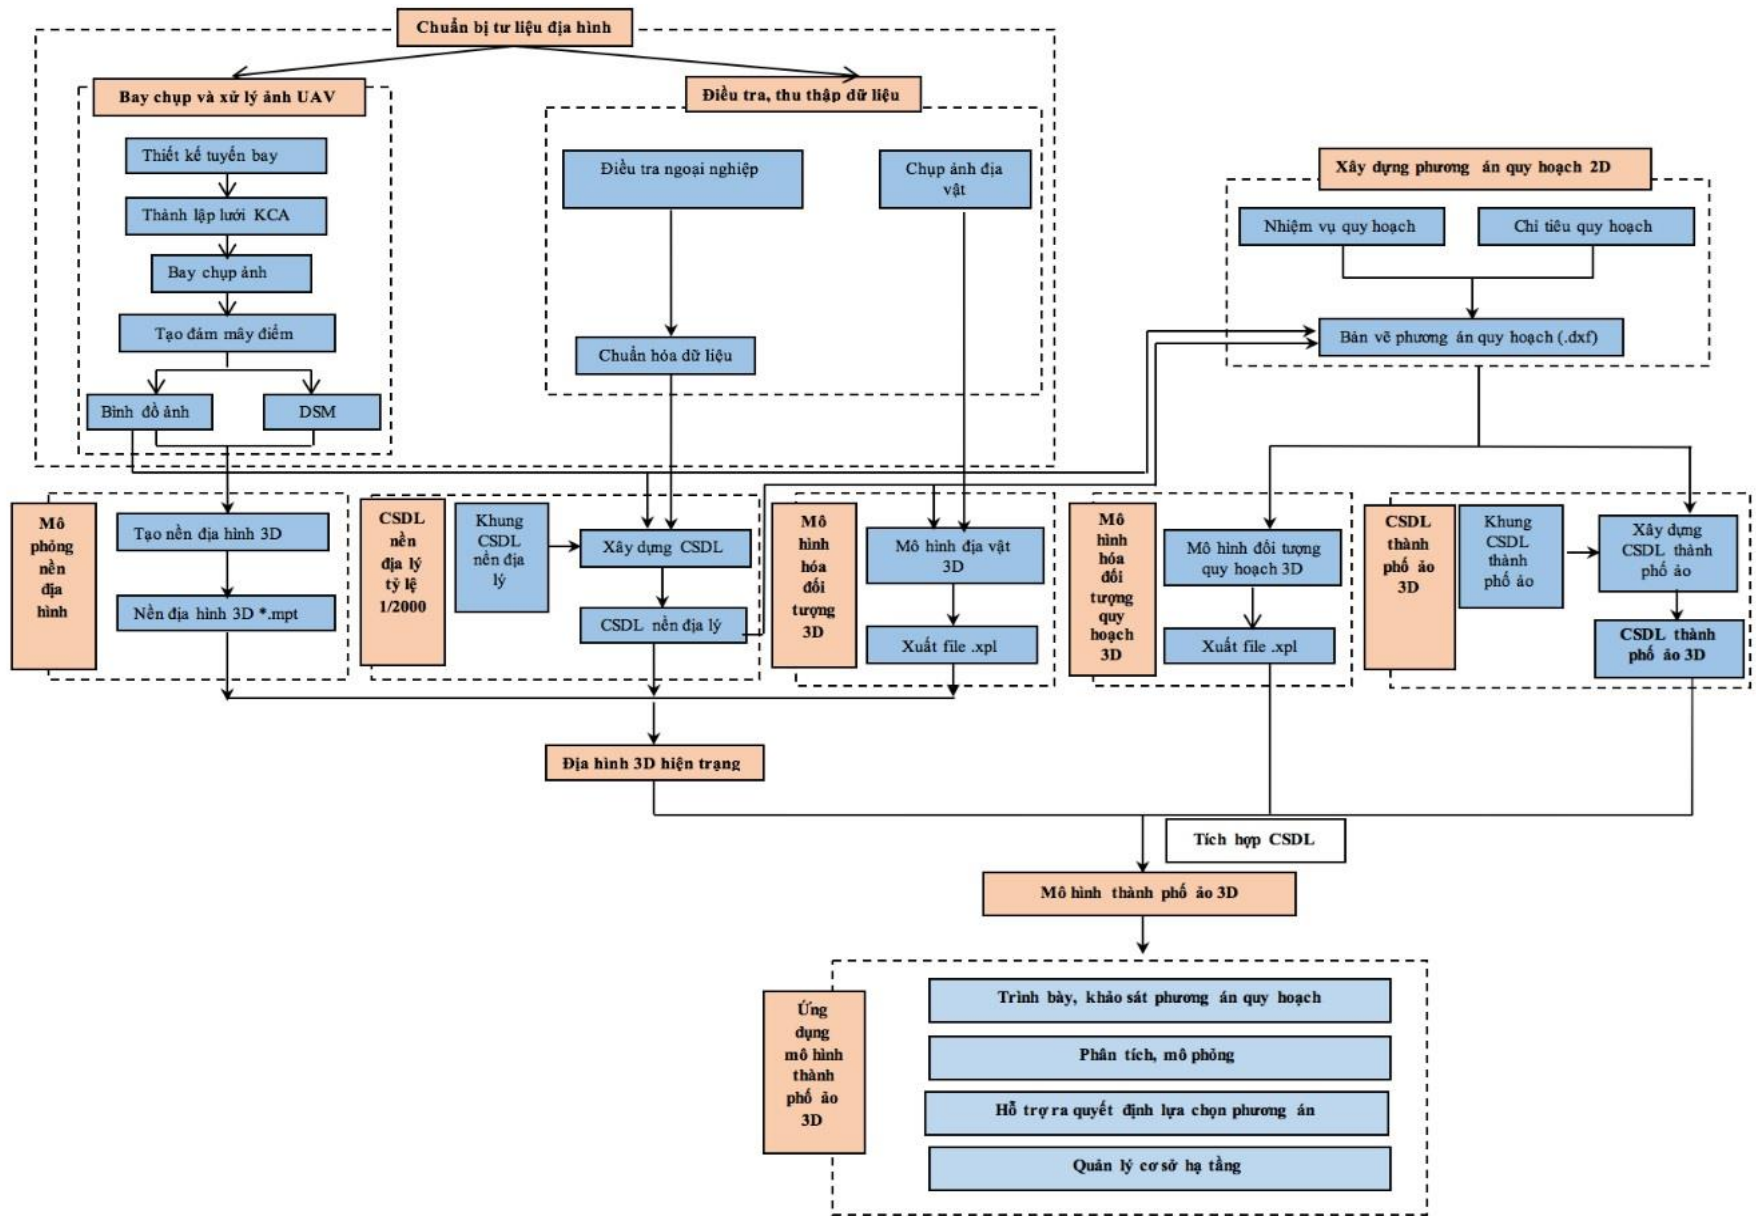 Chuẩn bị tư liệu địa hình
Bay chụp và xử lý ảnh UAV
Điều tra, thu thập dữ liệu
Thiết kế tuyến bay
Thành lập lưới KCA
Bay chụp ảnh
Tạo đám mây điểm
Bình đồ ảnh
DSM
Điều tra ngoại nghiệp
Chụp ảnh địa
vật
Chuẩn hóa dữ liệu
Xây dựng phương án quy hoạch 2D
Nhiệm vụ quy hoạch
Chỉ tiêu quy hoạch
Bản vẽ phương án quy hoạch (.dxf)
Mô
phỏng
nền
địa
hình
Tạo nền địa hình 3D
Nền địa hình 3D *.mpt
CSDL
nền
địa lý
tỷ lệ
1/2000
Khung
CSDL
nền địa
lý
Xây dựng CSDL
CSDL nền địa lý
Mô
hình
hóa
đối
tượng
3D
Mô hình địa vật
3D
Xuất file .xpl
Mô
hình
hóa
đối
tượng
quy
hoạch
3D
Mô hình đối tượng
quy hoạch 3D
Xuất file .xpl
CSDL
thành
phố ảo
3D
Khung
CSDL
thành
phố ảo
Xây dựng
CSDL thành
phố ảo
CSDL thành
phố ảo 3D
Địa hình 3D hiện trạng
Tích hợp CSDL
Mô hình thành phố ảo 3D
Ứng
dụng
mô hình
thành
phố ảo
3D
Trình bày, khảo sát phương án quy hoạch
Phân tích, mô phỏng
Hỗ trợ ra quyết định lựa chọn phương án
Quản lý cơ sở hạ tầng